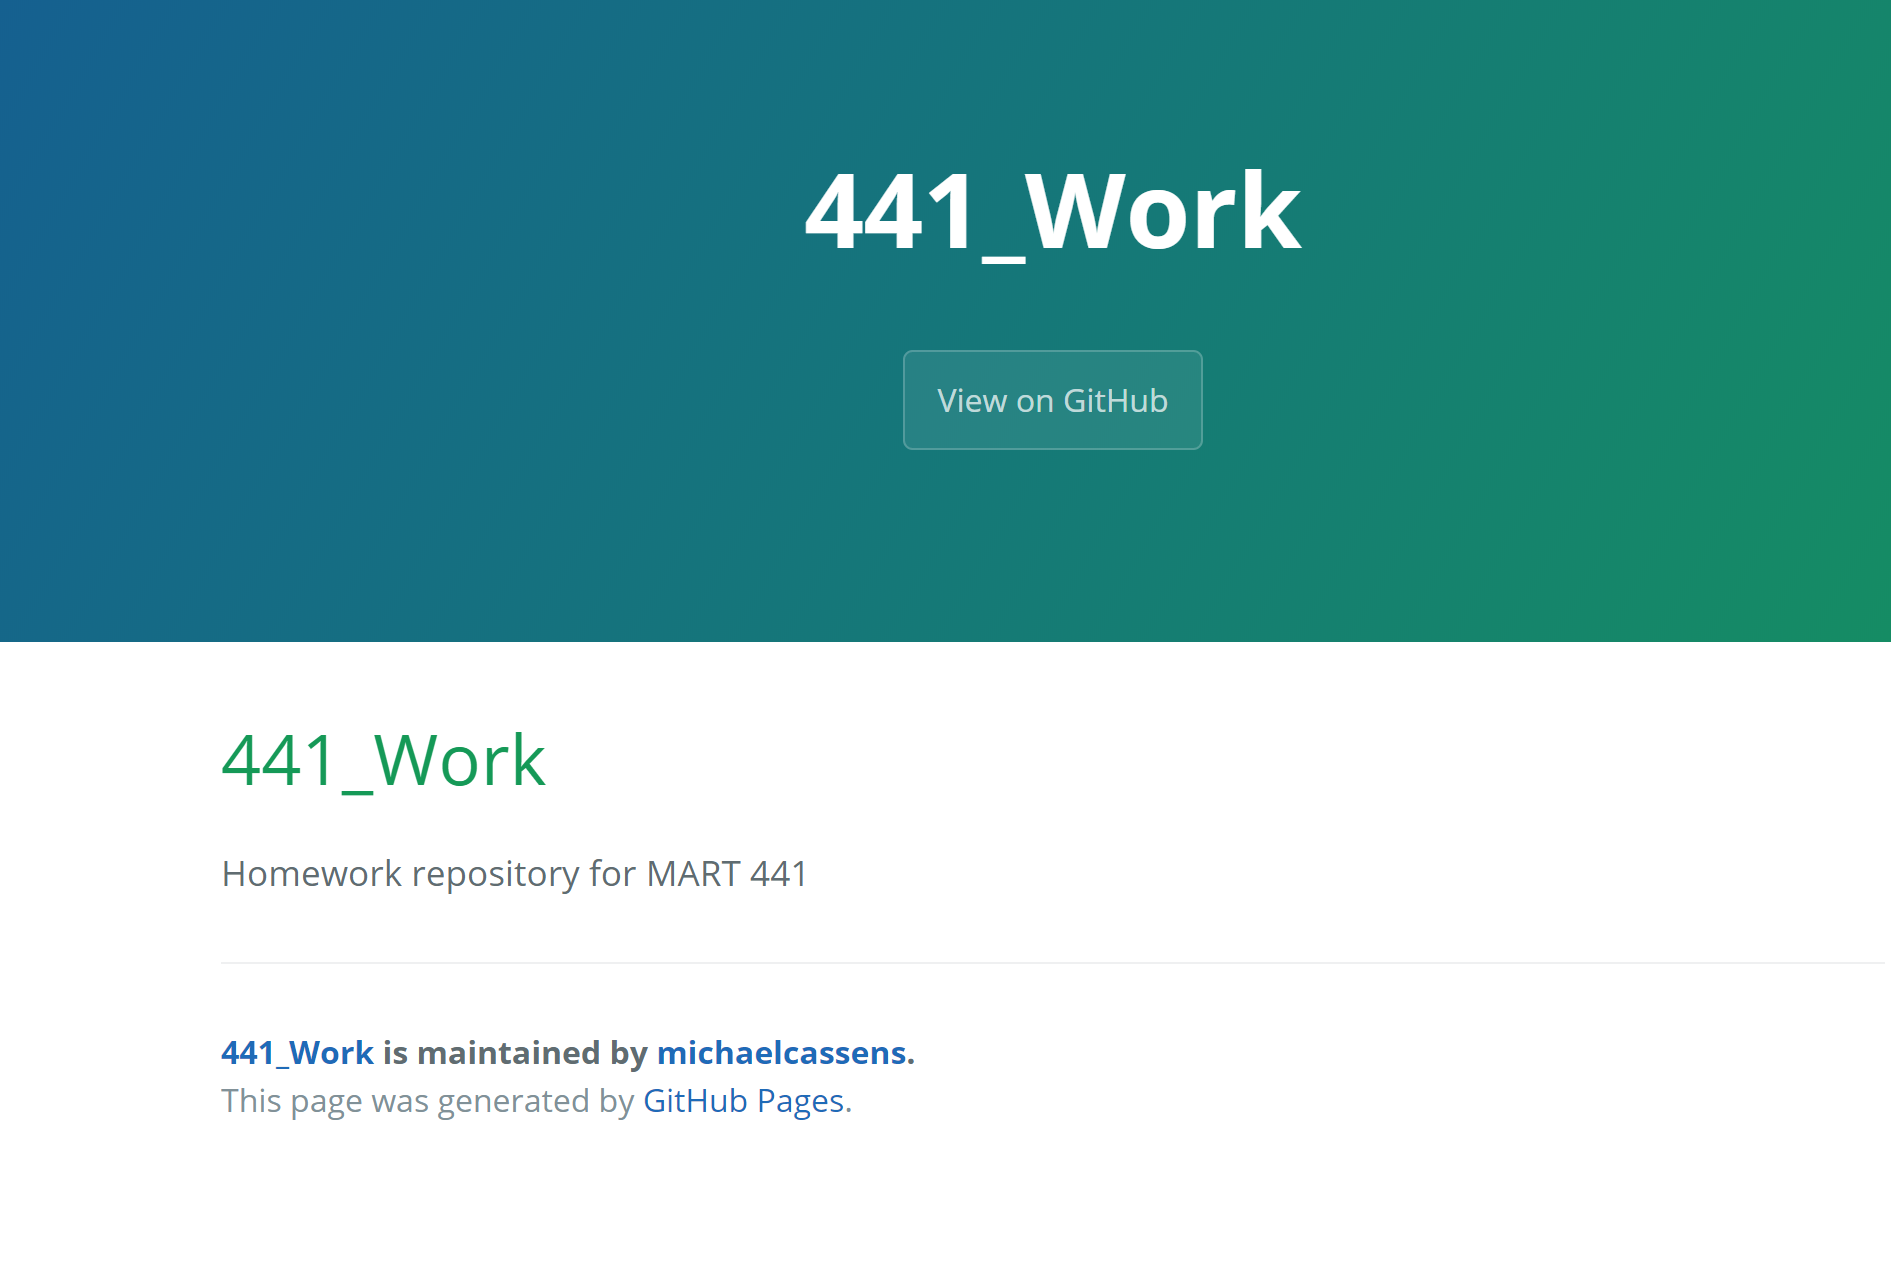 441_Work
View on GitHub
441_Work
Homework repository for MART 441
441_Work is maintained by michaelcassens.
This page was generated by GitHub Pages.